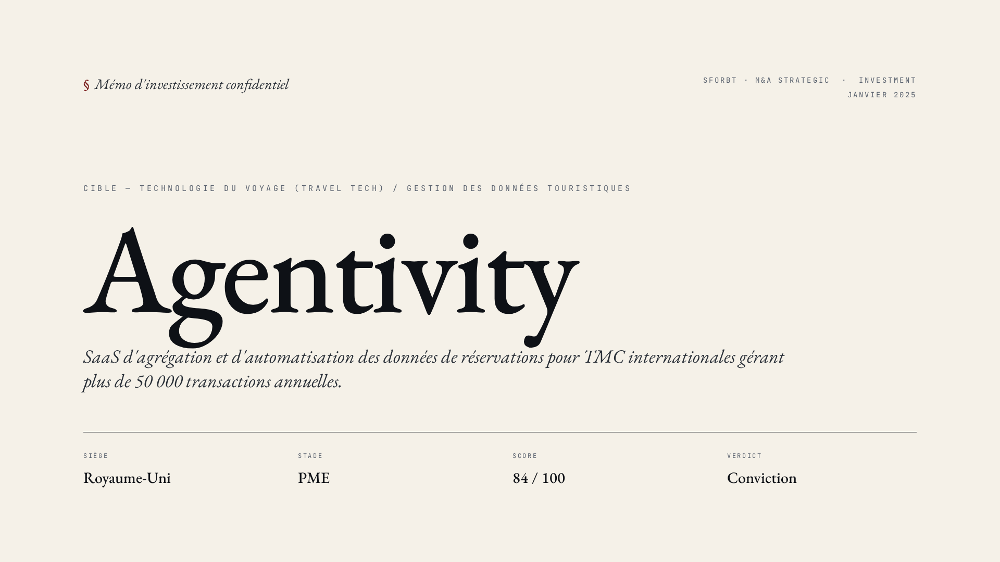 § Mémo d'investissement confidentiel
SFORBT · M&A STRATEGIC · INVESTMENT
JANVIER 2025
CIBLE — TECHNOLOGIE DU VOYAGE (TRAVEL TECH) / GESTION DES DONNÉES TOURISTIQUES
Agentivity
SaaS d'agrégation et d'automatisation des données de réservations pour TMC internationales gérant
plus de 50 000 transactions annuelles.
SIÈGE
Royaume-Uni
STADE
PME
SCORE
84 / 100
VERDICT
Conviction